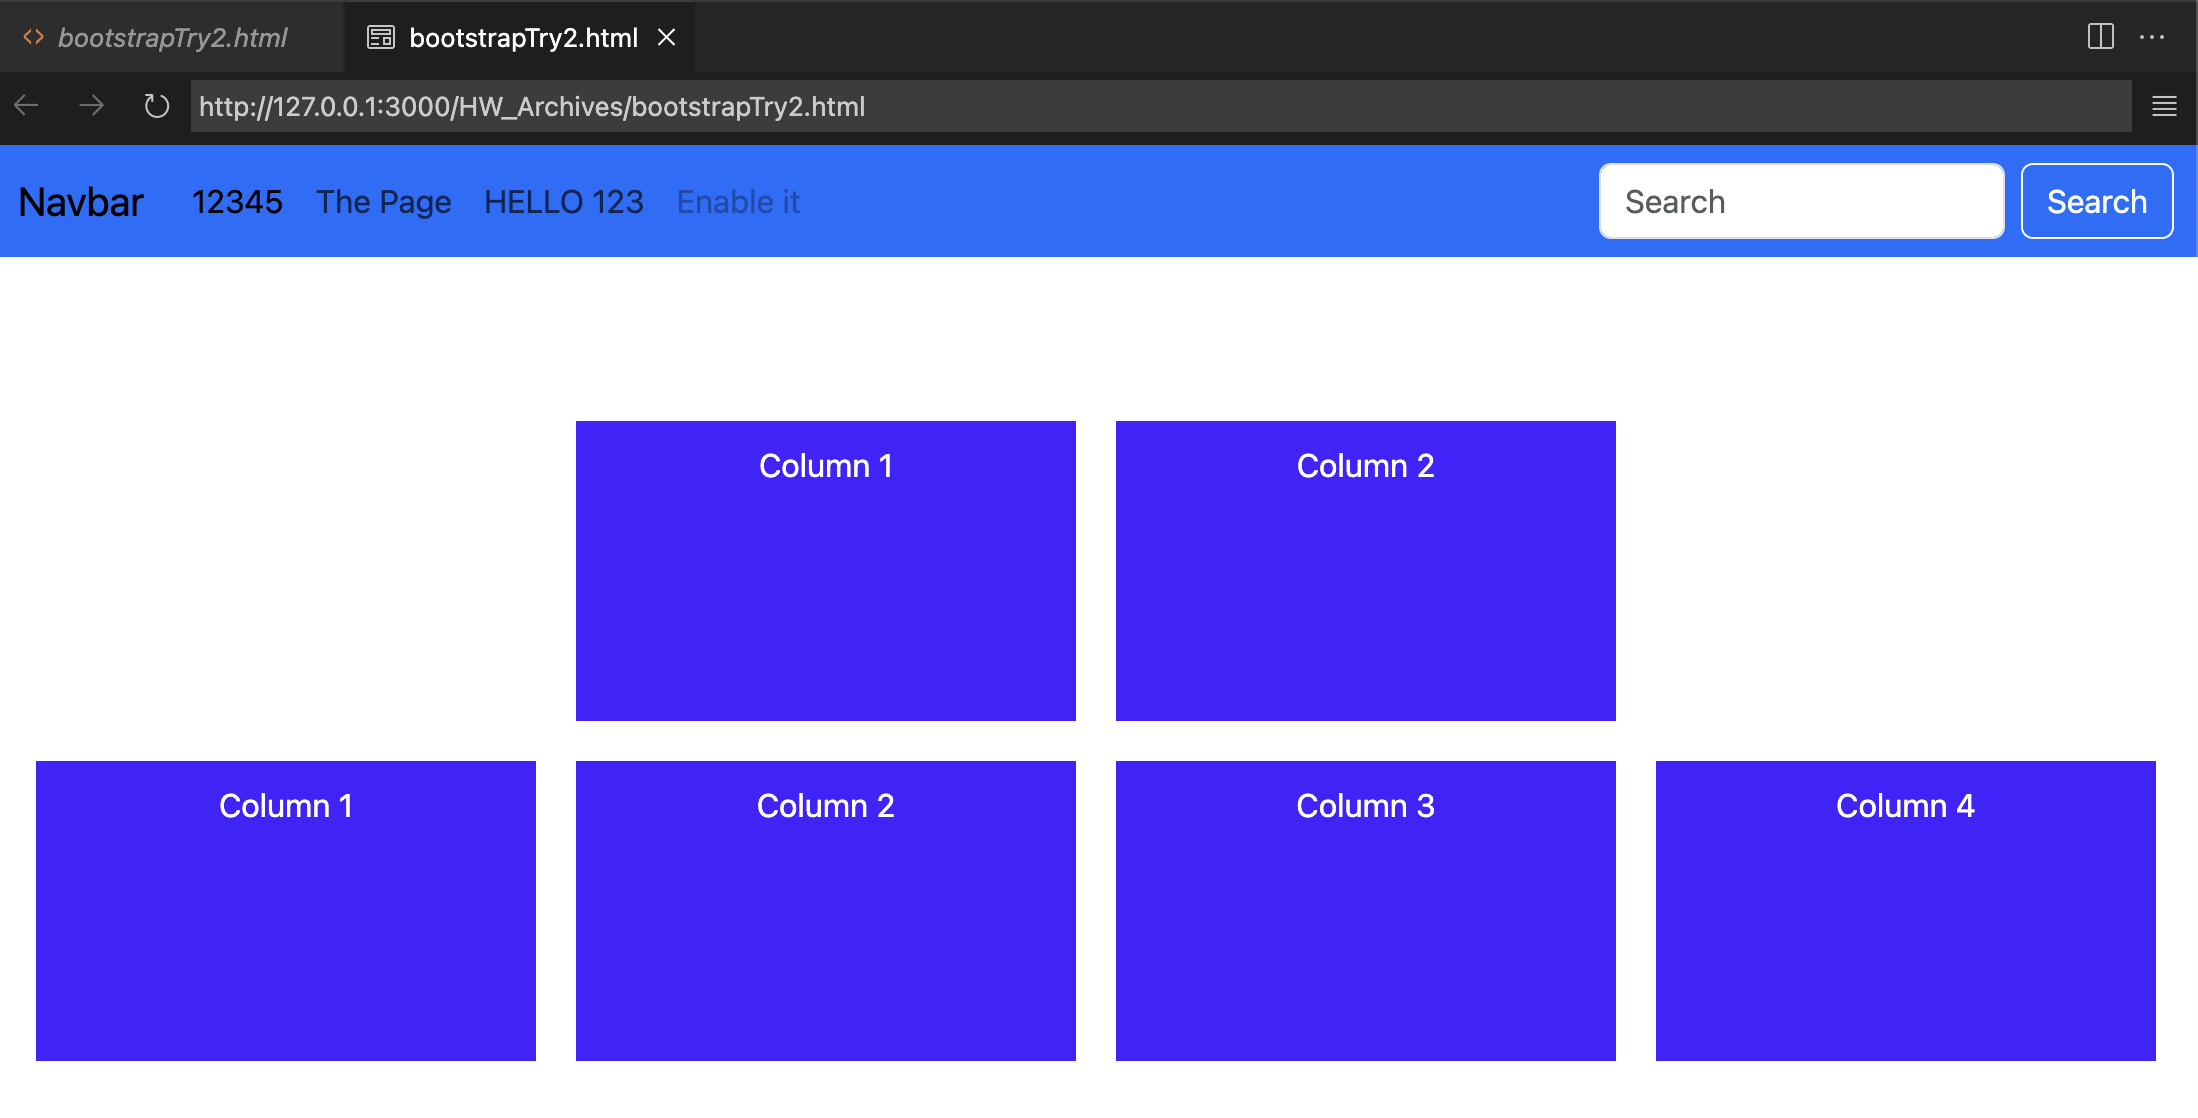 bootstrapTry2.html bootstrapTry2.html
http://127.0.0.1:3000/HW_Archives/bootstrapTry2.html
Navbar 12345 The Page HELLO 123 Enable it Search Search
Column 1 Column 2
Column 1 Column 2 Column 3 Column 4